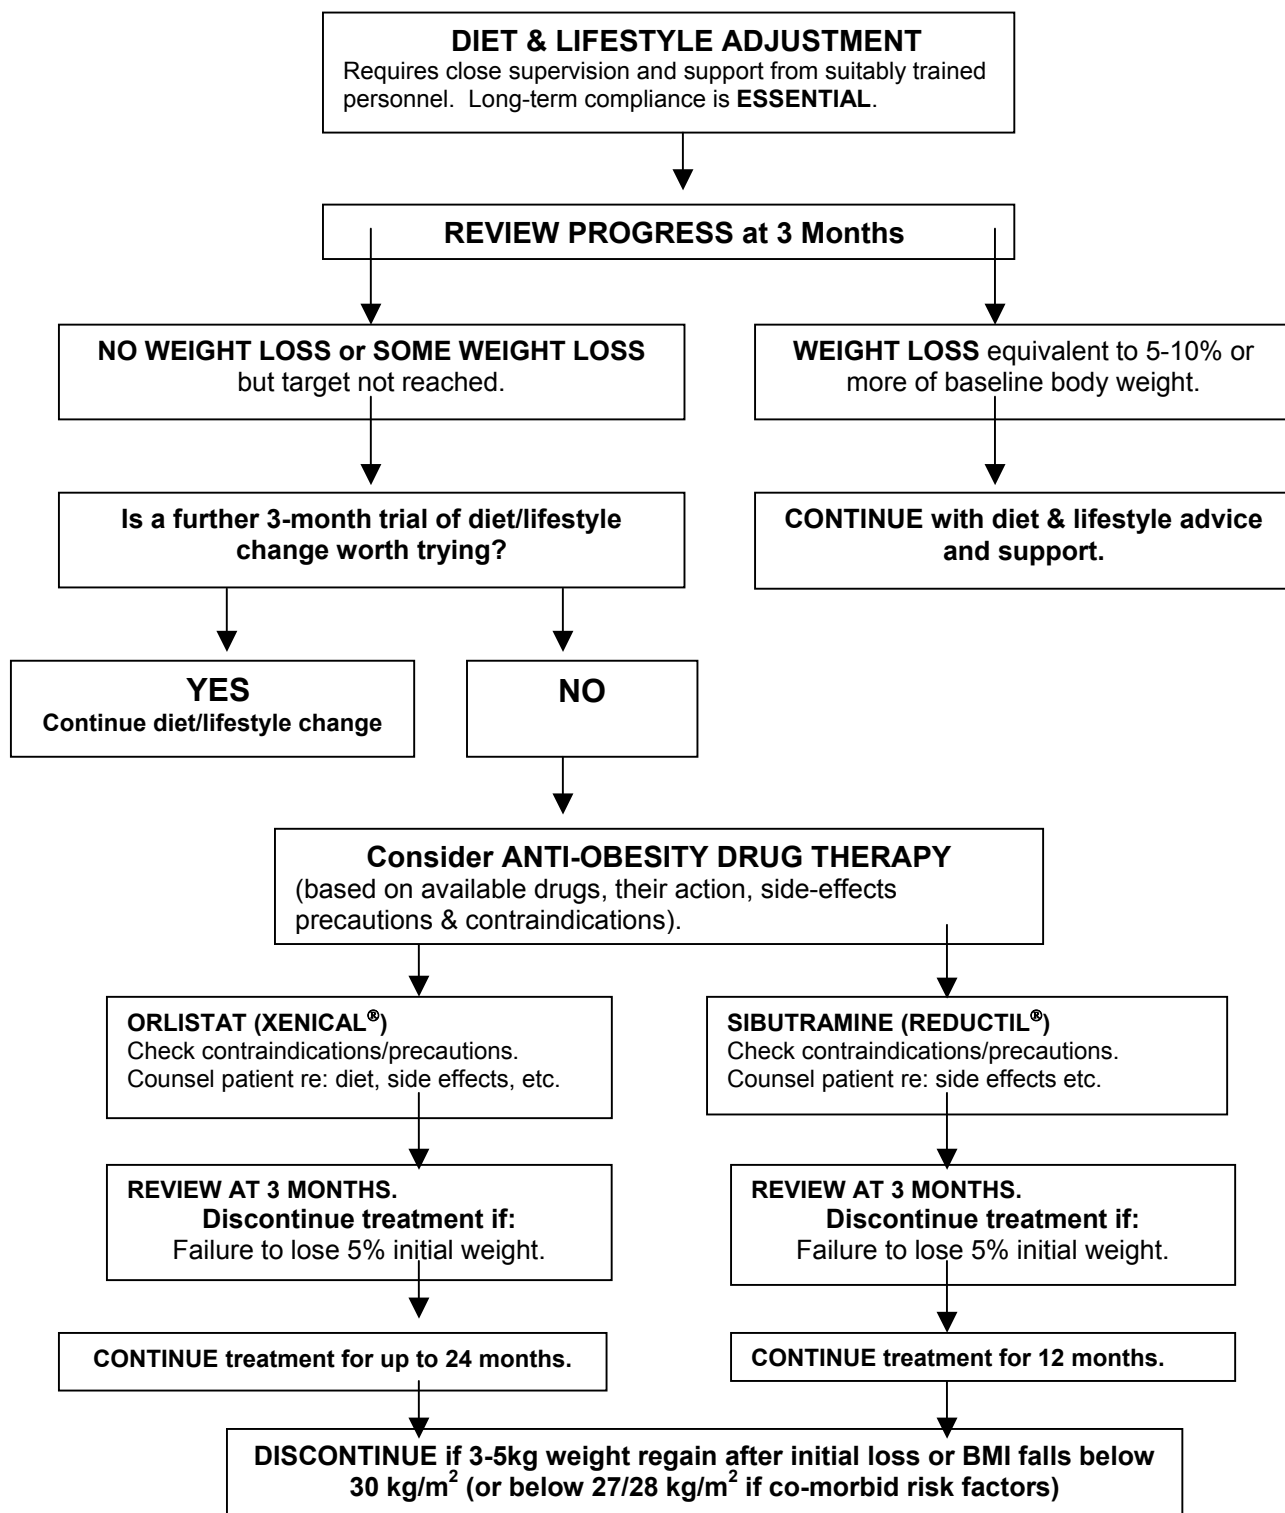 DIET & LIFESTYLE ADJUSTMENT
Requires close supervision and support from suitably trained
personnel. Long-term compliance is ESSENTIAL.
REVIEW PROGRESS at 3 Months
NO WEIGHT LOSS or SOME WEIGHT LOSS
but target not reached.
WEIGHT LOSS equivalent to 5-10% or
more of baseline body weight.
Is a further 3-month trial of diet/lifestyle
change worth trying?
CONTINUE with diet & lifestyle advice
and support.
YES
Continue diet/lifestyle change
NO
Consider ANTI-OBESITY DRUG THERAPY
(based on available drugs, their action, side-effects
precautions & contraindications).
ORLISTAT (XENICAL®)
Check contraindications/precautions.
Counsel patient re: diet, side effects, etc.
SIBUTRAMINE (REDUCTIL®)
Check contraindications/precautions.
Counsel patient re: side effects etc.
REVIEW AT 3 MONTHS.
Discontinue treatment if:
Failure to lose 5% initial weight.
REVIEW AT 3 MONTHS.
Discontinue treatment if:
Failure to lose 5% initial weight.
CONTINUE treatment for up to 24 months.
CONTINUE treatment for 12 months.
DISCONTINUE if 3-5kg weight regain after initial loss or BMI falls below
30 kg/m² (or below 27/28 kg/m² if co-morbid risk factors)